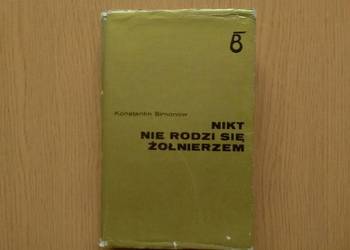 Konstantin Simonow
NIKT
NIE RODZI SIĘ
ŻOŁNIERZEM